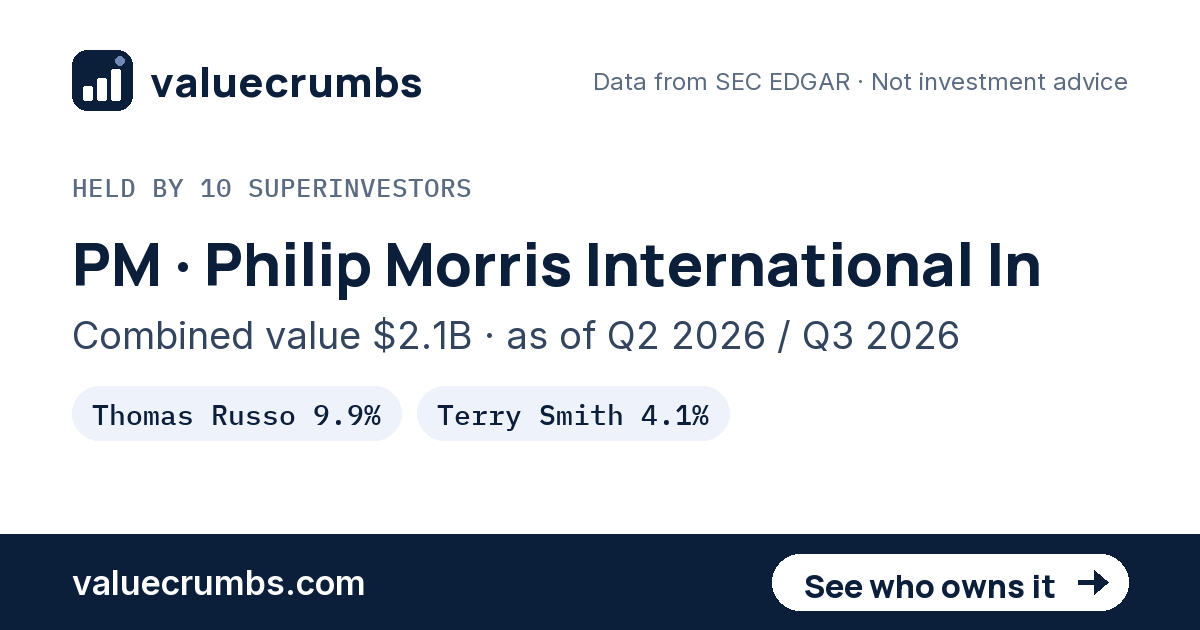 valuecrumbs
Data from SEC EDGAR · Not investment advice
HELD BY 10 SUPERINVESTORS
PM · Philip Morris International In
Combined value $2.1B · as of Q2 2026 / Q3 2026
Thomas Russo 9.9%
Terry Smith 4.1%
valuecrumbs.com
See who owns it →